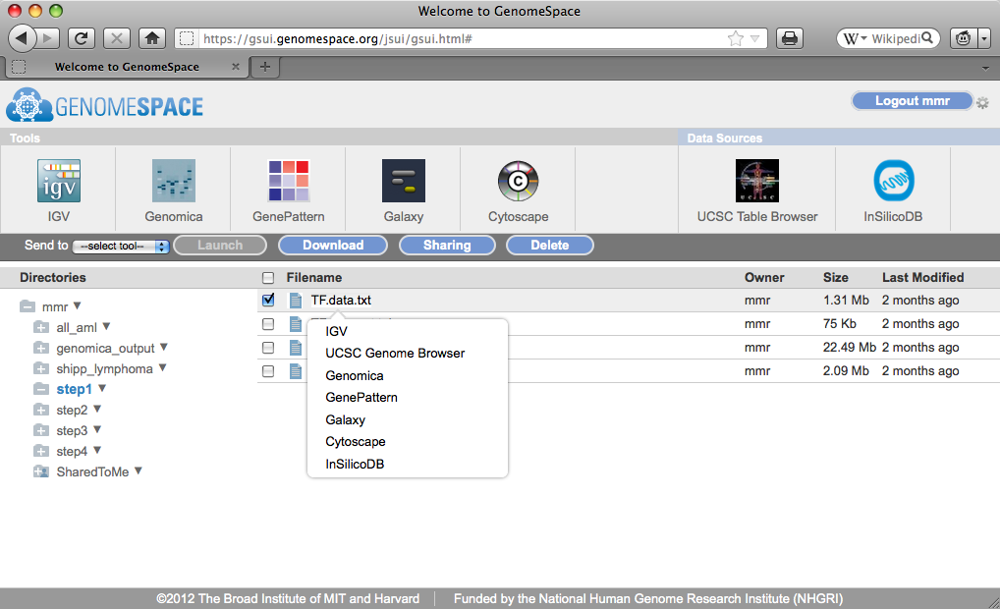 Welcome to GenomeSpace
https://gsui.genomespace.org/jsui/gsui.html#
W Wikipedi
Welcome to GenomeSpace
GENOMESPACE
Logout mmr
Tools
Data Sources
igv
C
UCSC
IGV
Genomica
GenePattern
Galaxy
Cytoscape
UCSC Table Browser
InSilicoDB
Send to --select tool-- Launch Download Sharing Delete
Directories
Filename Owner Size Last Modified
mmr
all_aml
genomica_output
shipp_lymphoma
step1
step2
step3
step4
SharedToMe
TF.data.txt mmr 1.31 Mb 2 months ago
mmr 75 Kb 2 months ago
mmr 22.49 Mb 2 months ago
mmr 2.09 Mb 2 months ago
IGV
UCSC Genome Browser
Genomica
GenePattern
Galaxy
Cytoscape
InSilicoDB
©2012 The Broad Institute of MIT and Harvard
Funded by the National Human Genome Research Institute (NHGRI)